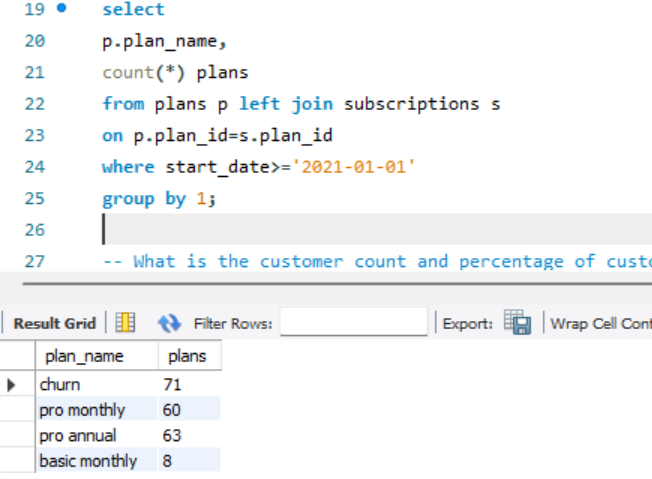 19 select
20 p.plan_name,
21 count(*) plans
22 from plans p left join subscriptions s
23 on p.plan_id=s.plan_id
24 where start_date>='2021-01-01'
25 group by 1;
26
27 -- What is the customer count and percentage of custo
Result Grid Filter Rows: Export: Wrap Cell Cont
plan_name plans
churn 71
pro monthly 60
pro annual 63
basic monthly 8